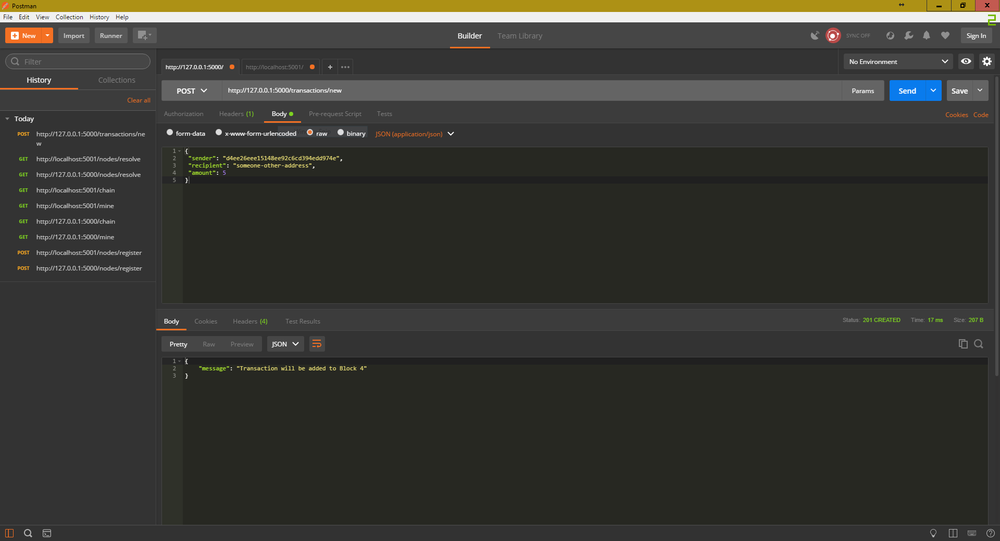 Postman
File Edit View Collection History Help
New Import Runner Builder Team Library SYNC OFF Sign In
2
Filter
History Collections
Clear all
Today
POST http://127.0.0.1:5000/transactions/ne
w
GET http://localhost:5001/nodes/resolve
GET http://127.0.0.1:5000/nodes/resolve
GET http://localhost:5001/chain
GET http://localhost:5001/mine
GET http://127.0.0.1:5000/chain
GET http://127.0.0.1:5000/mine
POST http://localhost:5001/nodes/register
POST http://127.0.0.1:5000/nodes/register
http://127.0.0.1:5000/ http://localhost:5001/ + ••• No Environment
POST http://127.0.0.1:5000/transactions/new Params Send Save
Authorization Headers (1) Body Pre-request Script Tests Cookies Code
form-data x-www-form-urlencoded raw binary JSON (application/json)
1 {
2 "sender": "d4ee26eee15148ee92c6cd394edd974e",
3 "recipient": "someone-other-address",
4 "amount": 5
5 }
Body Cookies Headers (4) Test Results Status: 201 CREATED Time: 17 ms Size: 207 B
Pretty Raw Preview JSON
1 {
2 "message": "Transaction will be added to Block 4"
3 }